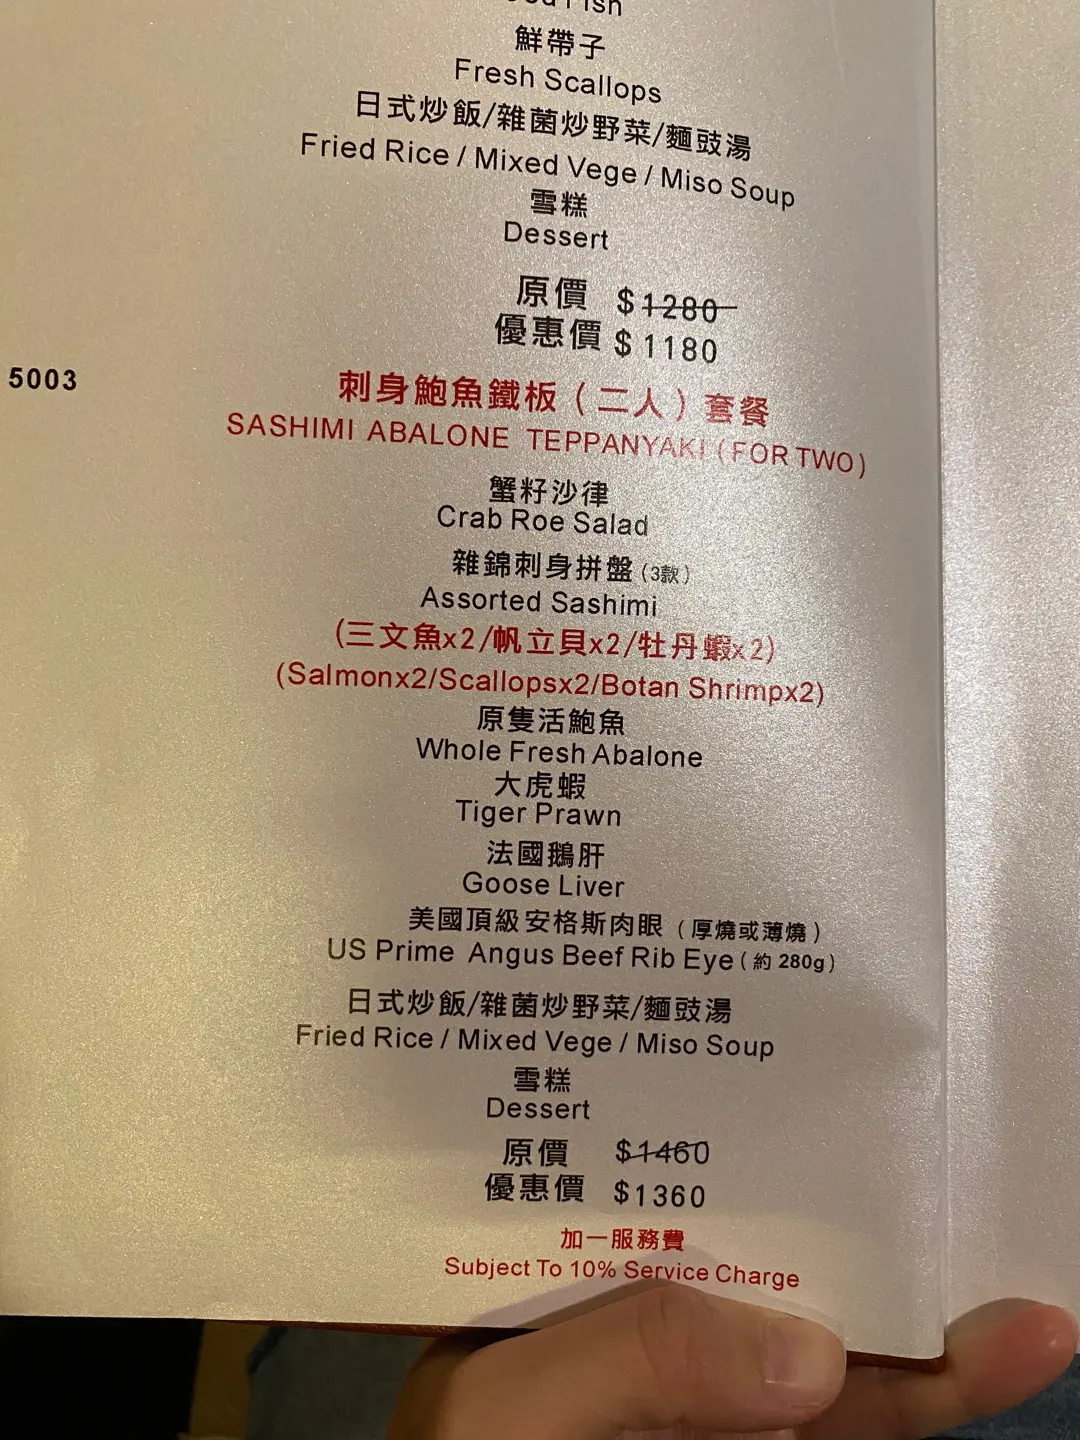 Fish
鮮帶子
Fresh Scallops
日式炒飯/雜菌炒野菜/麵豉湯
Fried Rice / Mixed Vege / Miso Soup
雪糕
Dessert
原價 $1280
優惠價 $1180
5003
刺身鮑魚鐵板（二人）套餐
SASHIMI ABALONE TEPPANYAKI (FOR TWO)
蟹籽沙律
Crab Roe Salad
雜錦刺身拼盤(3款)
Assorted Sashimi
(三文魚x2/帆立貝x2/牡丹蝦x2)
(Salmonx2/Scallopsx2/Botan Shrimpx2)
原隻活鮑魚
Whole Fresh Abalone
大虎蝦
Tiger Prawn
法國鵝肝
Goose Liver
美國頂級安格斯肉眼（厚燒或薄燒）
US Prime Angus Beef Rib Eye(約 280g)
日式炒飯/雜菌炒野菜/麵豉湯
Fried Rice / Mixed Vege / Miso Soup
雪糕
Dessert
原價 $1460
優惠價 $1360
加一服務費
Subject To 10% Service Charge